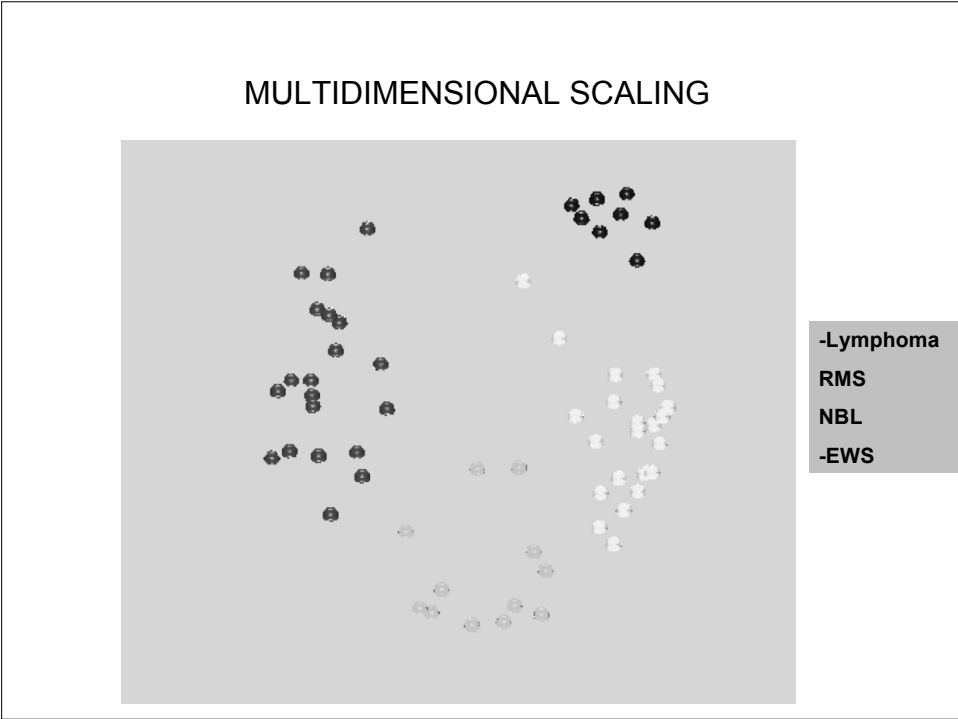 MULTIDIMENSIONAL SCALING
-Lymphoma
RMS
NBL
-EWS